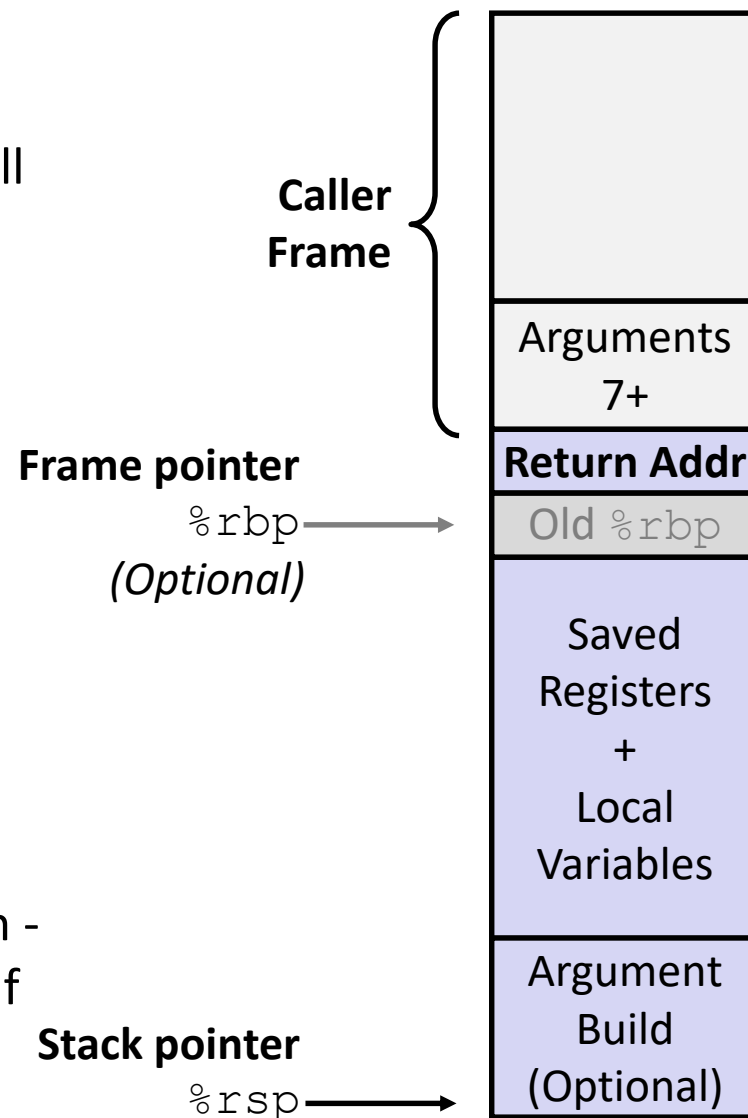 ll
Caller
Frame
Arguments
7+
Frame pointer
%rbp
(Optional)
Return Addr
Old %rbp
Saved
Registers
+
Local
Variables
n -
f
Stack pointer
%rsp
Argument
Build
(Optional)